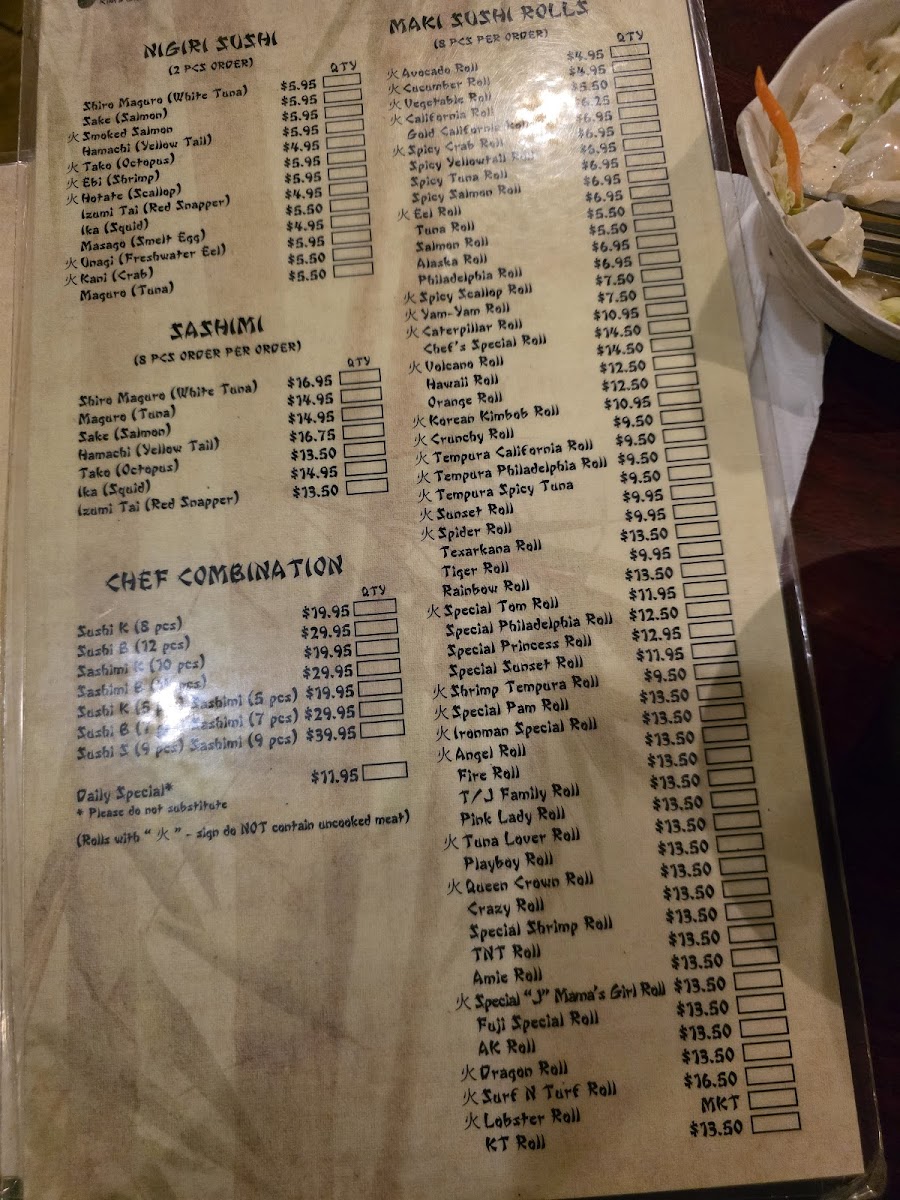 NIGIRI SUSHI
(2 PCS ORDER)
QTY
Shiro Maguro (White Tuna) $5.95
Sake (Salmon) $5.95
火 Smoked Salmon $5.95
Hamachi (Yellow Tail) $5.95
火 Tako (Octopus) $4.95
火 Ebi (Shrimp) $5.95
火 Hotate (Scallop) $5.95
Izumi Tai (Red Snapper) $4.95
Ika (Squid) $5.50
Masago (Smelt Egg) $4.95
火 Unagi (Freshwater Eel) $5.95
火 Kani (Crab) $5.50
Maguro (Tuna) $5.50
SASHIMI
(8 PCS ORDER PER ORDER)
QTY
Shiro Maguro (White Tuna) $16.95
Maguro (Tuna) $14.95
Sake (Salmon) $14.95
Hamachi (Yellow Tail) $16.75
Tako (Octopus) $13.50
Ika (Squid) $14.95
Izumi Tai (Red Snapper) $13.50
CHEF COMBINATION
QTY
Sushi K (8 pcs) $19.95
Sushi B (12 pcs) $29.95
Sashimi K (10 pcs) $19.95
Sashimi B pcs) $29.95
Sushi K (5 Sashimi (5 pcs) $19.95
Sushi B (7 Sashimi (7 pcs) $29.95
Sushi S (9 pcs) Sashimi (9 pcs) $39.95
Daily Special* $11.95
* Please do not substitute
(Rolls with " 火 " - sign do NOT contain uncooked meat)
MAKI SUSHI ROLLS
(8 PCS PER ORDER)
QTY
火 Avocado Roll $4.95
火 Cucumber Roll $4.95
火 Vegetable Roll $5.50
火 California Roll $6.25
Gold California Roll $6.95
火 Spicy Crab Roll $6.95
Spicy Yellowtail Roll $6.95
Spicy Tuna Roll $6.95
Spicy Salmon Roll $6.95
火 Eel Roll $6.95
Tuna Roll $5.50
Salmon Roll $5.50
Alaska Roll $6.95
Philadelphia Roll $6.95
火 Spicy Scallop Roll $7.50
火 Yam-Yam Roll $7.50
火 Caterpillar Roll $10.95
Chef's Special Roll $14.50
火 Volcano Roll $14.50
Hawaii Roll $12.50
Orange Roll $12.50
火 Korean Kimbob Roll $10.95
火 Crunchy Roll $9.50
火 Tempura California Roll $9.50
火 Tempura Philadelphia Roll $9.50
火 Tempura Spicy Tuna $9.50
火 Sunset Roll $9.95
火 Spider Roll $9.95
Texarkana Roll $13.50
Tiger Roll $9.95
Rainbow Roll $13.50
火 Special Tom Roll $11.95
Special Philadelphia Roll $12.50
Special Princess Roll $12.95
Special Sunset Roll $11.95
火 Shrimp Tempura Roll $9.50
火 Special Pam Roll $13.50
火 Ironman Special Roll $13.50
火 Angel Roll $13.50
Fire Roll $13.50
T/J Family Roll $13.50
Pink Lady Roll $13.50
火 Tuna Lover Roll $13.50
Playboy Roll $13.50
火 Queen Crown Roll $13.50
Crazy Roll $13.50
Special Shrimp Roll $13.50
TNT Roll $13.50
Amie Roll $13.50
火 Special "J" Mama's Girl Roll $13.50
Fuji Special Roll $13.50
AK Roll $13.50
火 Dragon Roll $13.50
火 Surf N Turf Roll $16.50
火 Lobster Roll MKT
KT Roll $13.50